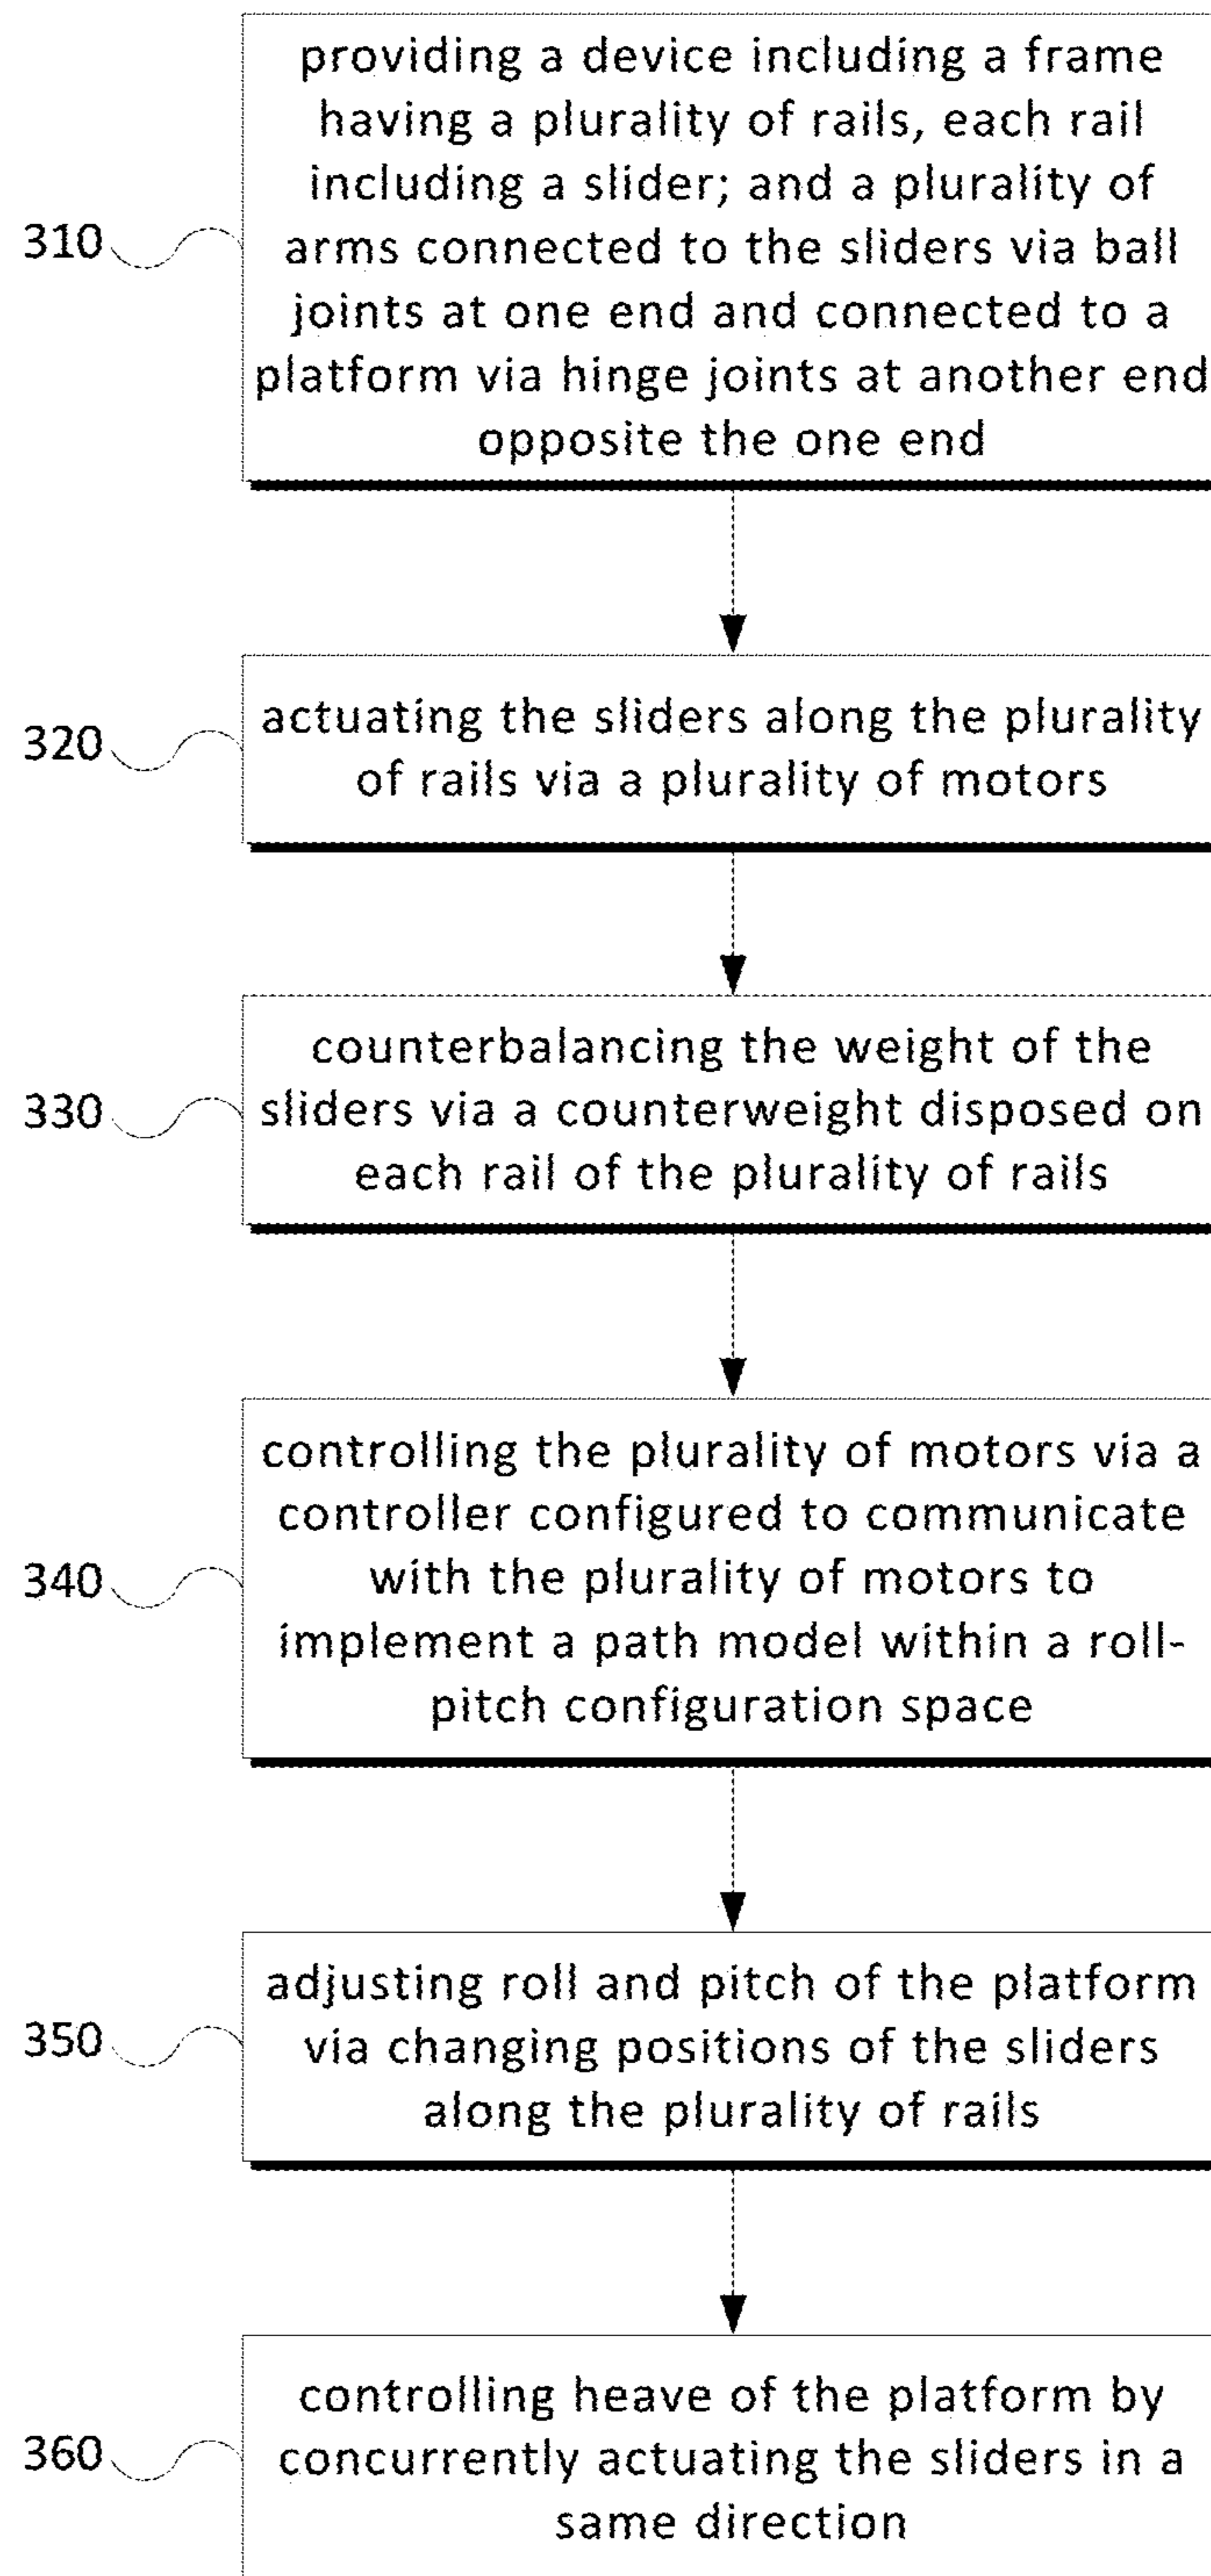 providing a device including a frame
having a plurality of rails, each rail
including a slider; and a plurality of
310
arms connected to the sliders via ball
joints at one end and connected to a
platform via hinge joints at another end
opposite the one end
320
actuating the sliders along the plurality
of rails via a plurality of motors
330
counterbalancing the weight of the
sliders via a counterweight disposed on
each rail of the plurality of rails
340
controlling the plurality of motors via a
controller configured to communicate
with the plurality of motors to
implement a path model within a roll-
pitch configuration space
350
adjusting roll and pitch of the platform
via changing positions of the sliders
along the plurality of rails
360
controlling heave of the platform by
concurrently actuating the sliders in a
same direction